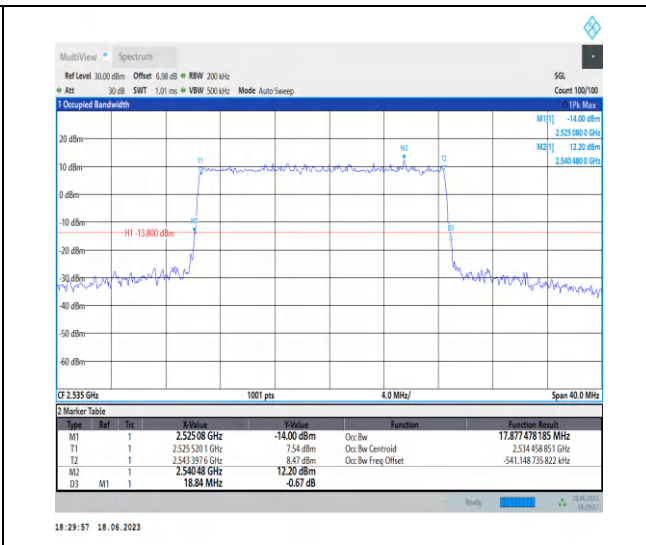 MultiView Spectrum
Ref Level 30.00 dBm Offset 6.98 dB RBW 200 kHz SGL
Att 30 dB SWT 1.01 ms VBW 500 kHz Mode Auto Sweep Count 100/100
1 Occupied Bandwidth 1Pk Max
M1[1] -14.00 dBm
2.525 080 0 GHz
M2[1] 12.20 dBm
2.540 480 0 GHz
20 dBm
M2
T1 T2
10 dBm
0 dBm
-10 dBm
M1
H1 -13.800 dBm D3
-20 dBm
-30 dBm
-40 dBm
-50 dBm
-60 dBm
CF 2.535 GHz 1001 pts 4.0 MHz/ Span 40.0 MHz
2 Marker Table
Type Ref Trc X-Value Y-Value Function Function Result
M1 1 2.525 08 GHz -14.00 dBm Occ Bw 17.877 478 185 MHz
T1 1 2.525 520 1 GHz 7.54 dBm Occ Bw Centroid 2.534 458 851 GHz
T2 1 2.543 397 6 GHz 8.47 dBm Occ Bw Freq Offset -541.148 735 822 kHz
M2 1 2.540 48 GHz 12.20 dBm
D3 M1 1 18.84 MHz -0.67 dB
Ready 18.06.2023
18:29:57
18:29:57 18.06.2023